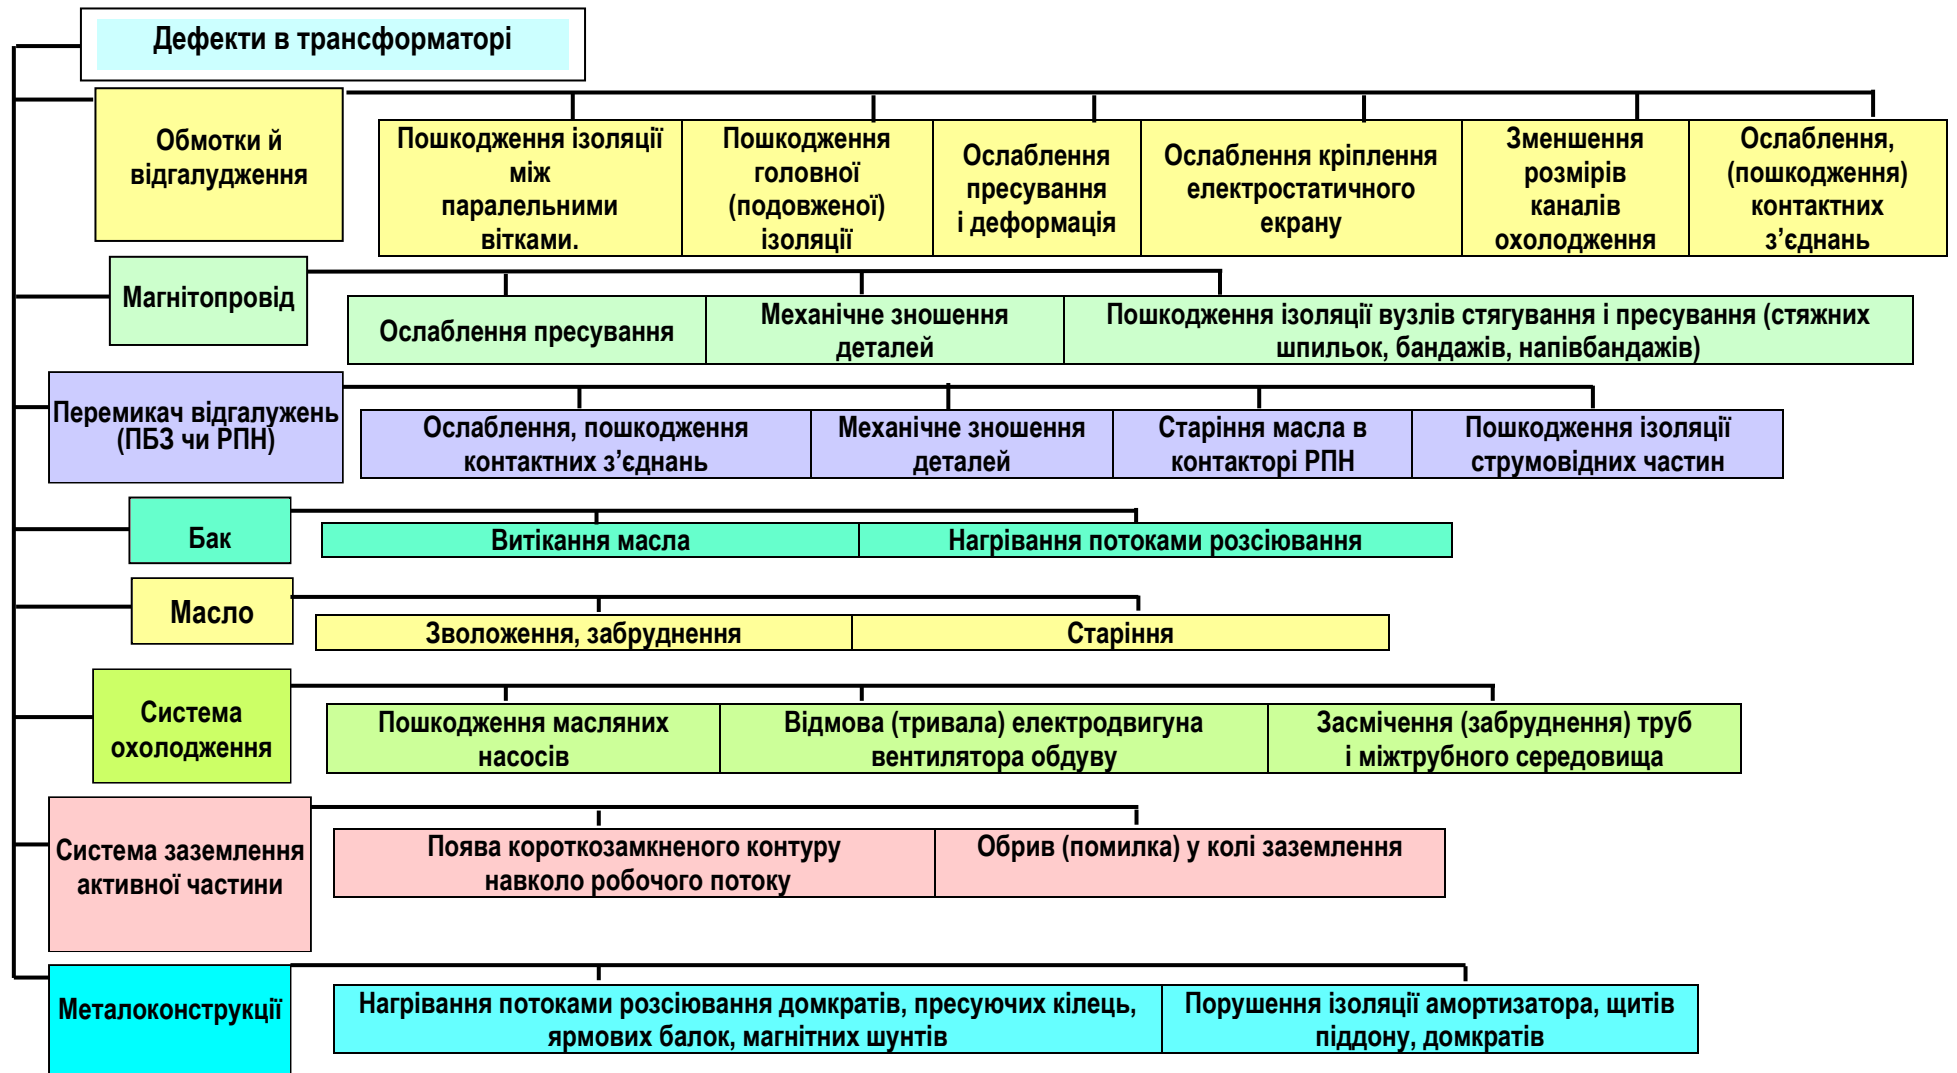 Дефекти в трансформаторі
Обмотки й
відгалудження
Пошкодження ізоляції
між
паралельними
вітками.
Пошкодження
головної
(подовженої)
ізоляції
Ослаблення
пресування
і деформація
Ослаблення кріплення
електростатичного
екрану
Зменшення
розмірів
каналів
охолодження
Ослаблення,
(пошкодження)
контактних
з’єднань
Магнітопровід
Ослаблення пресування
Механічне зношення
деталей
Пошкодження ізоляції вузлів стягування і пресування (стяжних
шпильок, бандажів, напівбандажів)
Перемикач відгалужень
(ПБЗ чи РПН)
Ослаблення, пошкодження
контактних з’єднань
Механічне зношення
деталей
Старіння масла в
контакторі РПН
Пошкодження ізоляції
струмовідних частин
Бак
Витікання масла
Нагрівання потоками розсіювання
Масло
Зволоження, забруднення
Старіння
Система
охолодження
Пошкодження масляних
насосів
Відмова (тривала) електродвигуна
вентилятора обдуву
Засмічення (забруднення) труб
і міжтрубного середовища
Система заземлення
активної частини
Поява короткозамкненого контуру
навколо робочого потоку
Обрив (помилка) у колі заземлення
Металоконструкції
Нагрівання потоками розсіювання домкратів, пресуючих кілець,
ярмових балок, магнітних шунтів
Порушення ізоляції амортизатора, щитів
піддону, домкратів